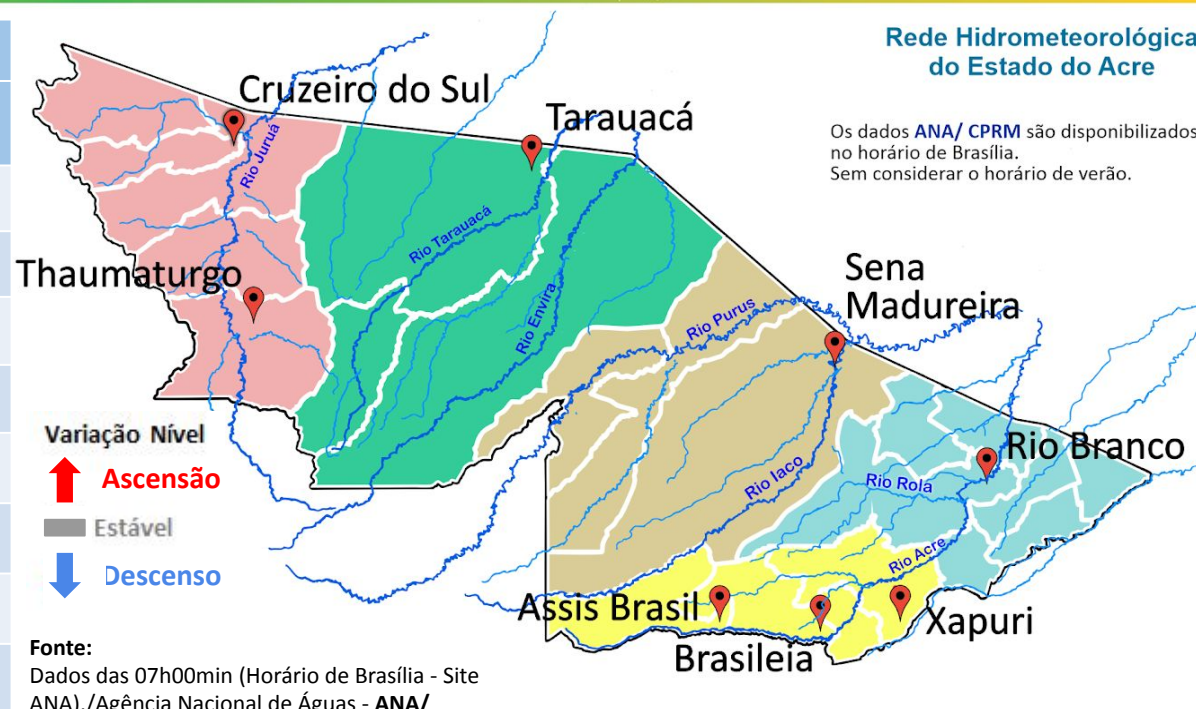 Rede Hidrometeorológica
do Estado do Acre
Os dados ANA/ CPRM são disponibilizados
no horário de Brasília.
Sem considerar o horário de verão.
Cruzeiro do Sul
Tarauacá
Rio Juruá
Rio Tarauacá
Thaumaturgo
Rio Envira
Sena
Madureira
Rio Purus
Variação Nível
Ascensão
Estável
Descenso
Rio Branco
Rio Iaco
Rio Rola
Rio Acre
Assis Brasil
Xapuri
Brasileia
Fonte:
Dados das 07h00min (Horário de Brasília - Site
ANA)./Agência Nacional de Águas - ANA/